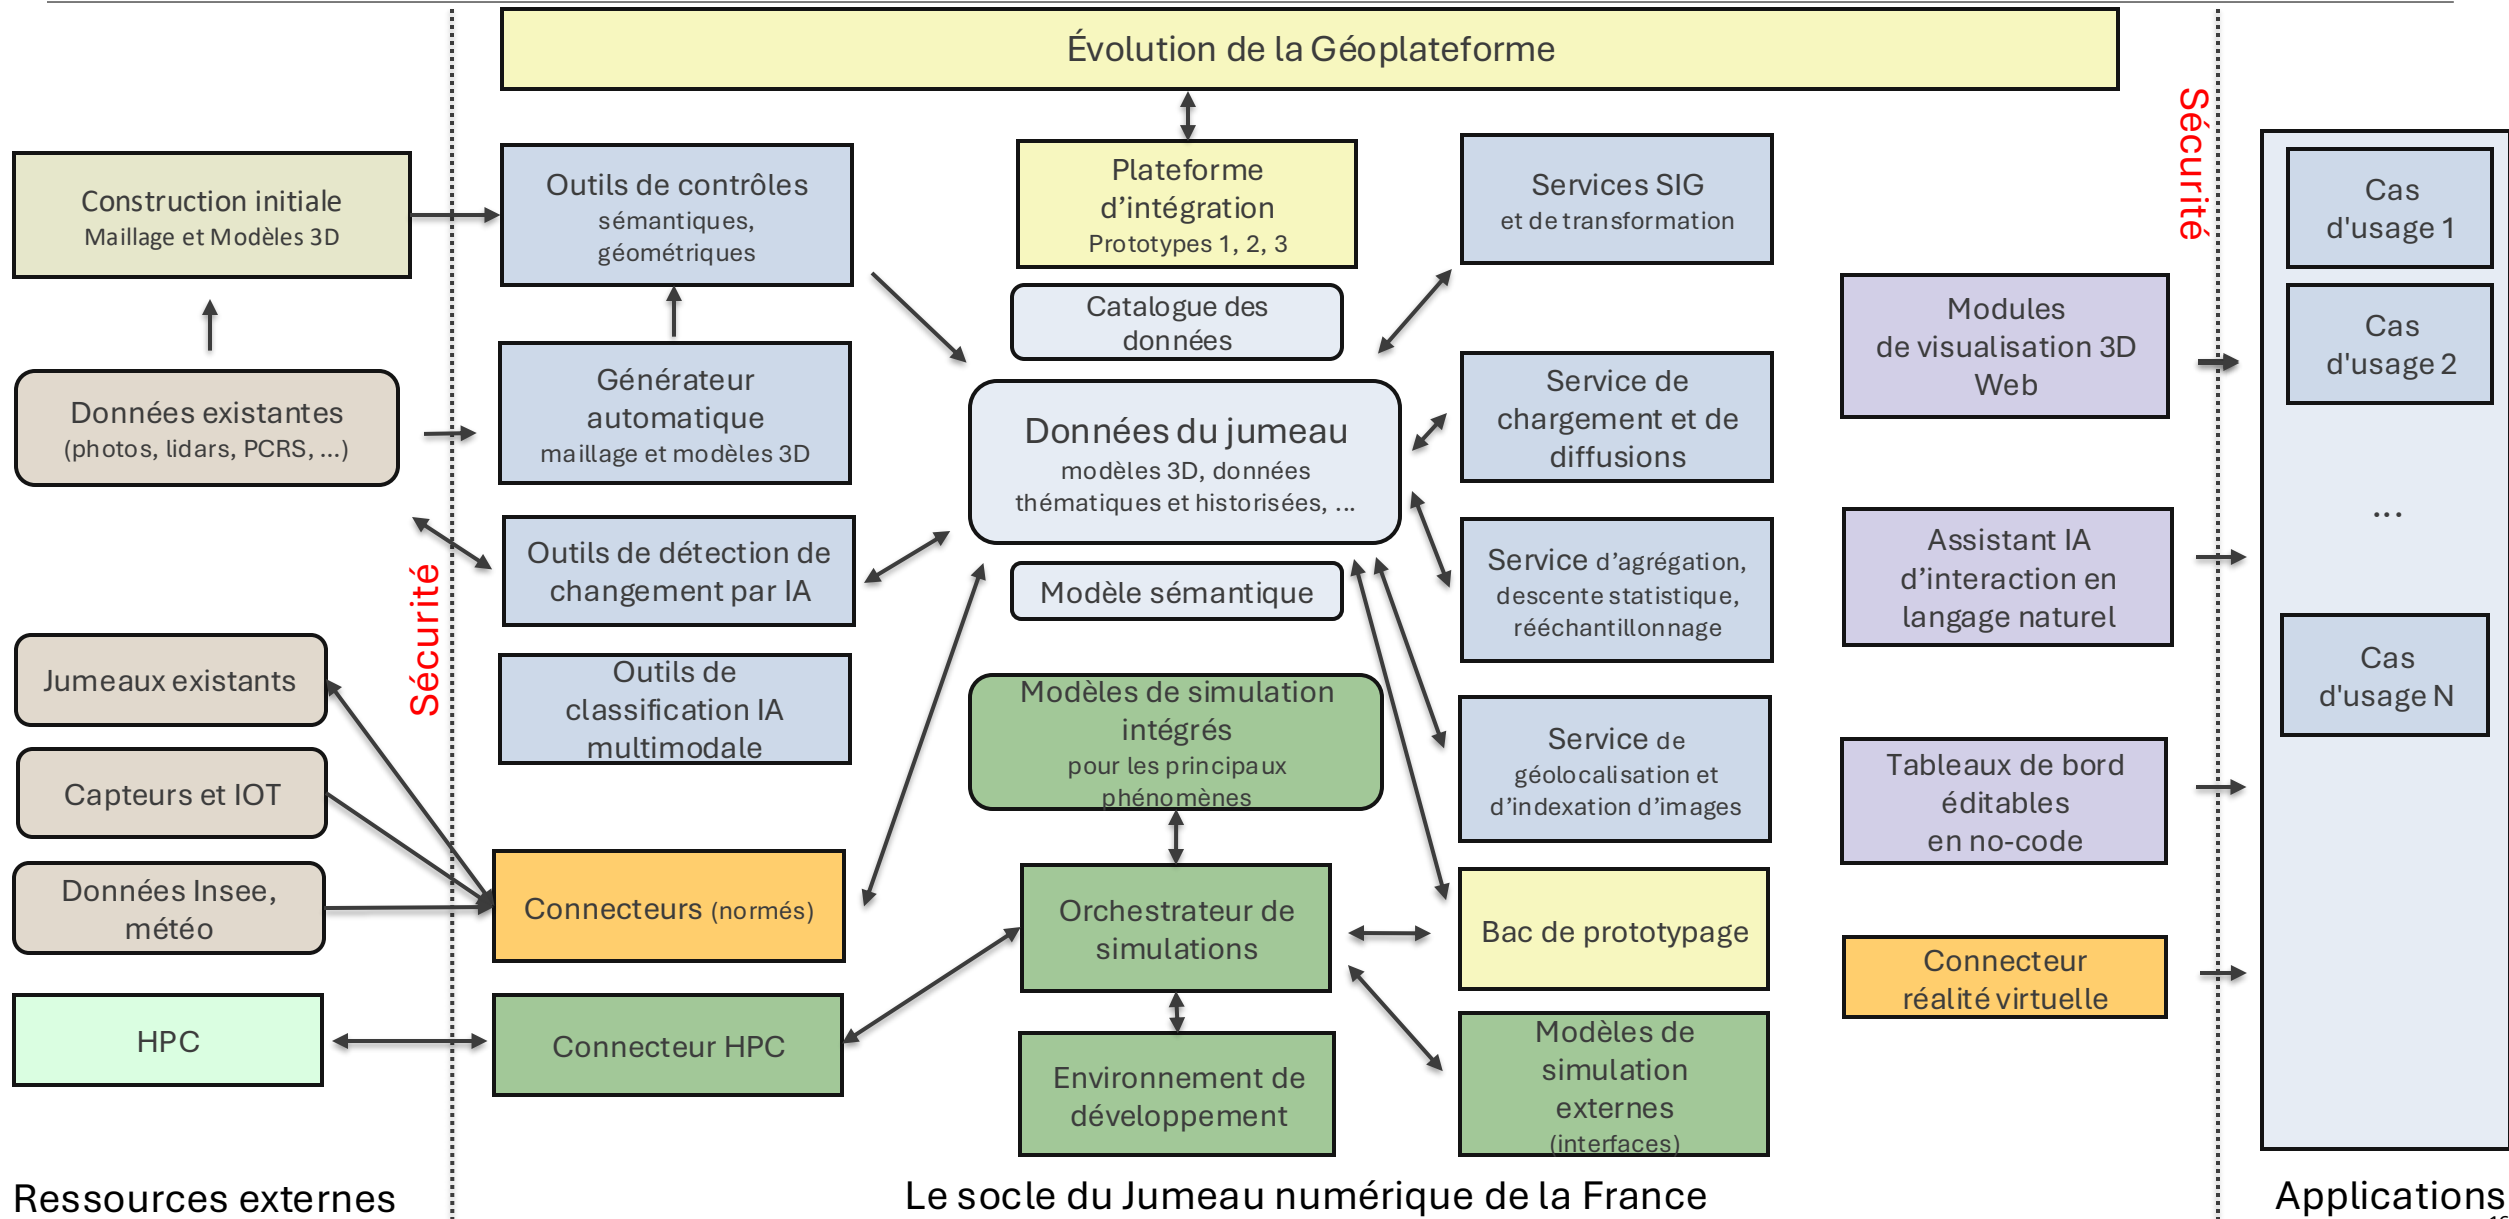 Évolution de la Géoplateforme
Sécurité
Construction initiale
Maillage et Modèles 3D
Données existantes
(photos, lidars, PCRS, ...)
Jumeaux existants
Capteurs et IOT
Données Insee,
météo
HPC
Ressources externes
Sécurité
Outils de contrôles
sémantiques,
géométriques
Générateur
automatique
maillage et modèles 3D
Outils de détection de
changement par IA
Outils de
classification IA
multimodale
Connecteurs (normés)
Connecteur HPC
Plateforme
d'intégration
Prototypes 1, 2, 3
Catalogue des
données
Données du jumeau
modèles 3D, données
thématiques et historisées, ...
Modèle sémantique
Modèles de simulation
intégrés
pour les principaux
phénomènes
Orchestrateur de
simulations
Environnement de
développement
Services SIG
et de transformation
Service de
chargement et de
diffusions
Service d'agrégation,
descente statistique,
rééchantillonnage
Service de
géolocalisation et
d'indexation d'images
Bac de prototypage
Modèles de
simulation
externes
(interfaces)
Modules
de visualisation 3D
Web
Assistant IA
d'interaction en
langage naturel
Tableaux de bord
éditables
en no-code
Connecteur
réalité virtuelle
Le socle du Jumeau numérique de la France
Cas
d'usage 1
Cas
d'usage 2
...
Cas
d'usage N
Applications